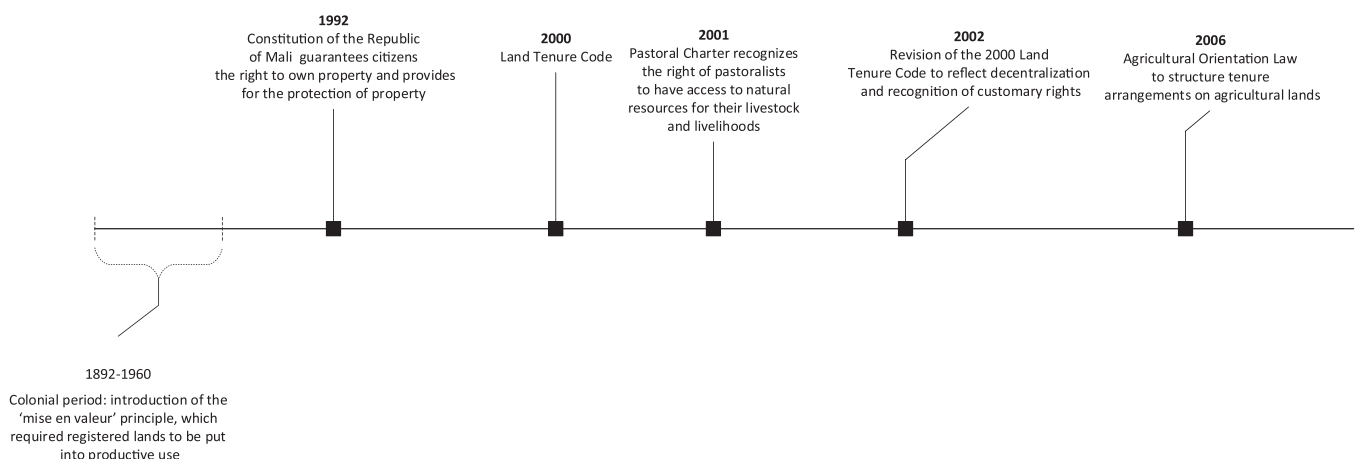 1992
Constitution of the Republic
of Mali guarantees citizens
the right to own property and provides
for the protection of property
2000
Land Tenure Code
2001
Pastoral Charter recognizes
the right of pastoralists
to have access to natural
resources for their livestock
and livelihoods
2002
Revision of the 2000 Land
Tenure Code to reflect decentralization
and recognition of customary rights
2006
Agricultural Orientation Law
to structure tenure
arrangements on agricultural lands
1892-1960
Colonial period: introduction of the
‘mise en valeur’ principle, which
required registered lands to be put
into productive use